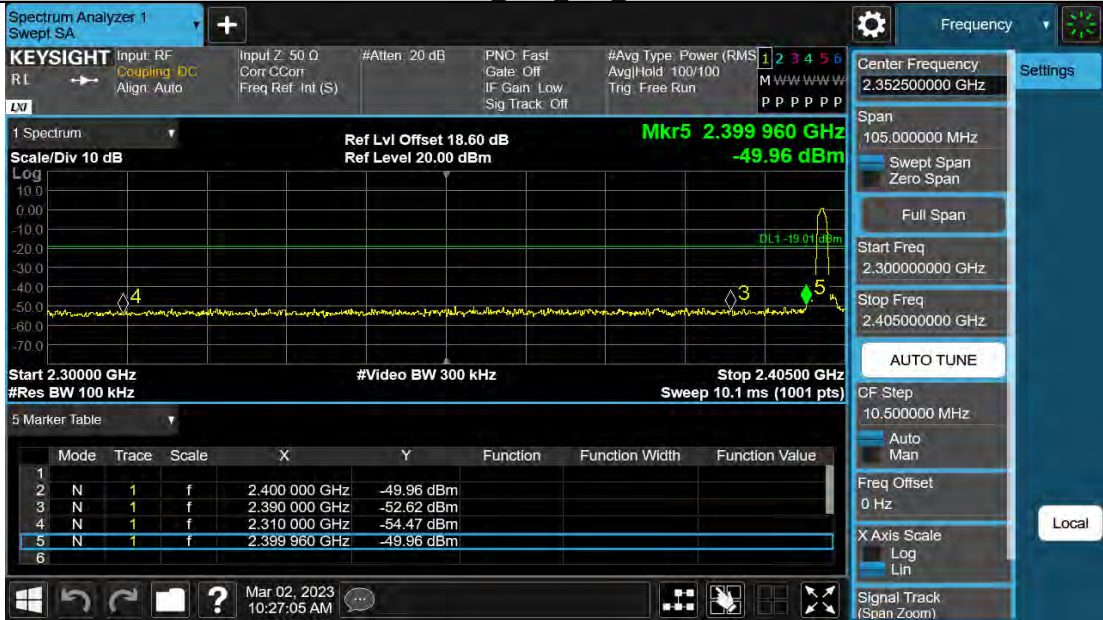 Spectrum Analyzer 1
Swept SA
+
Frequency
KEYSIGHT
RL
LXI
Input: RF
Coupling: DC
Align: Auto
Input Z: 50 Ω
Corr CCorr
Freq Ref: Int (S)
#Atten: 20 dB
PNO: Fast
Gate: Off
IF Gain: Low
Sig Track: Off
#Avg Type: Power (RMS
Avg|Hold: 100/100
Trig: Free Run
1 2 3 4 5 6
M W W W W W
P P P P P P
1 Spectrum
Scale/Div 10 dB
Ref Lvl Offset 18.60 dB
Ref Level 20.00 dBm
Mkr5 2.399 960 GHz
-49.96 dBm
Log
10.0
0.00
-10.0
-20.0
-30.0
-40.0
-50.0
-60.0
-70.0
DL1 -19.01 dBm
4
3
5
Start 2.30000 GHz
#Res BW 100 kHz
#Video BW 300 kHz
Stop 2.40500 GHz
Sweep 10.1 ms (1001 pts)
5 Marker Table
Mode Trace Scale X Y Function Function Width Function Value
1
2 N 1 f 2.400 000 GHz -49.96 dBm
3 N 1 f 2.390 000 GHz -52.62 dBm
4 N 1 f 2.310 000 GHz -54.47 dBm
5 N 1 f 2.399 960 GHz -49.96 dBm
6
?
Mar 02, 2023
10:27:05 AM
Center Frequency
2.352500000 GHz
Span
105.000000 MHz
Swept Span
Zero Span
Full Span
Start Freq
2.300000000 GHz
Stop Freq
2.405000000 GHz
AUTO TUNE
CF Step
10.500000 MHz
Auto
Man
Freq Offset
0 Hz
X Axis Scale
Log
Lin
Signal Track
(Span Zoom)
Settings
Local